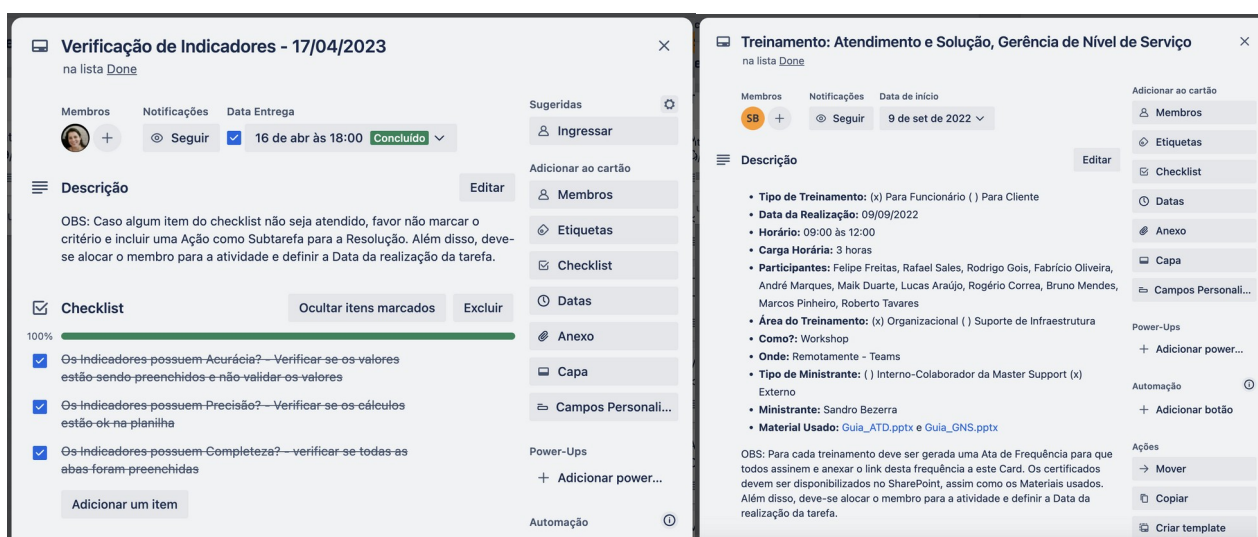 Verificação de Indicadores - 17/04/2023
na lista Done
Membros
Notificações
Data Entrega
Seguir
16 de abr às 18:00 Concluído
Descrição
Editar
OBS: Caso algum item do checklist não seja atendido, favor não marcar o
critério e incluir uma Ação como Subtarefa para a Resolução. Além disso, deve-
se alocar o membro para a atividade e definir a Data da realização da tarefa.
Checklist
Ocultar itens marcados
Excluir
100%
Os Indicadores possuem Acurácia? - Verificar se os valores
estão sendo preenchidos e não validar os valores
Os Indicadores possuem Precisão? - Verificar se os cálculos
estão ok na planilha
Os Indicadores possuem Completeza? - verificar se todas as
abas foram preenchidas
Adicionar um item
Sugeridas
Ingressar
Adicionar ao cartão
Membros
Etiquetas
Checklist
Datas
Anexo
Capa
Campos Personali...
Power-Ups
+ Adicionar power...
Automação
Treinamento: Atendimento e Solução, Gerência de Nível de Serviço
na lista Done
Membros
Notificações
Data de início
SB
Seguir
9 de set de 2022
Descrição
Editar
• Tipo de Treinamento: (x) Para Funcionário ( ) Para Cliente
• Data da Realização: 09/09/2022
• Horário: 09:00 às 12:00
• Carga Horária: 3 horas
• Participantes: Felipe Freitas, Rafael Sales, Rodrigo Gois, Fabrício Oliveira,
André Marques, Maik Duarte, Lucas Araújo, Rogério Correa, Bruno Mendes,
Marcos Pinheiro, Roberto Tavares
• Área do Treinamento: (x) Organizacional ( ) Suporte de Infraestrutura
• Como?: Workshop
• Onde: Remotamente - Teams
• Tipo de Ministrante: ( ) Interno-Colaborador da Master Support (x)
Externo
• Ministrante: Sandro Bezerra
• Material Usado: Guia_ATD.pptx e Guia_GNS.pptx
OBS: Para cada treinamento deve ser gerada uma Ata de Frequência para que
todos assinem e anexar o link desta frequência a este Card. Os certificados
devem ser disponibilizados no SharePoint, assim como os Materiais usados.
Além disso, deve-se alocar o membro para a atividade e definir a Data da
realização da tarefa.
Adicionar ao cartão
Membros
Etiquetas
Checklist
Datas
Anexo
Capa
Campos Personali...
Power-Ups
+ Adicionar power...
Automação
+ Adicionar botão
Ações
Mover
Copiar
Criar template